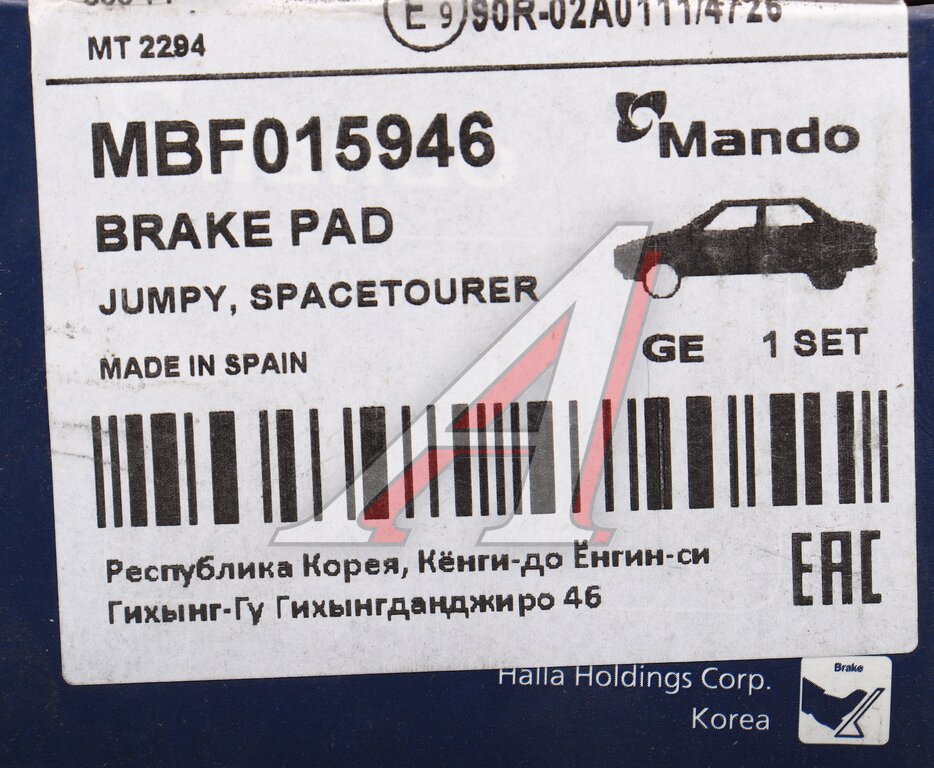 MT 2294
E 9 90R-02A0111/4726
MBF015946
Mando
BRAKE PAD
JUMPY, SPACETOURER
GE 1 SET
MADE IN SPAIN
Республика Корея, Кёнги-до Ёнгин-си
Гихынг-Гу Гихынгданджиро 46
EAC
Halla Holdings Corp.
Korea
Brake